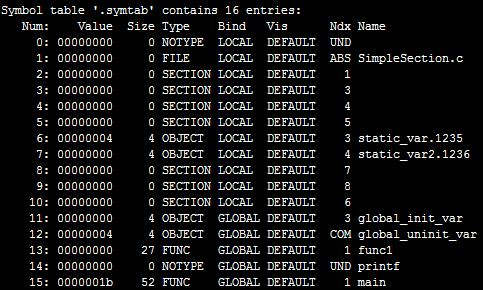 Symbol table '.symtab' contains 16 entries:
Num: Value Size Type Bind Vis Ndx Name
0: 00000000 0 NOTYPE LOCAL DEFAULT UND
1: 00000000 0 FILE LOCAL DEFAULT ABS SimpleSection.c
2: 00000000 0 SECTION LOCAL DEFAULT 1
3: 00000000 0 SECTION LOCAL DEFAULT 3
4: 00000000 0 SECTION LOCAL DEFAULT 4
5: 00000000 0 SECTION LOCAL DEFAULT 5
6: 00000004 4 OBJECT LOCAL DEFAULT 3 static_var.1235
7: 00000000 4 OBJECT LOCAL DEFAULT 4 static_var2.1236
8: 00000000 0 SECTION LOCAL DEFAULT 7
9: 00000000 0 SECTION LOCAL DEFAULT 8
10: 00000000 0 SECTION LOCAL DEFAULT 6
11: 00000000 4 OBJECT GLOBAL DEFAULT 3 global_init_var
12: 00000004 4 OBJECT GLOBAL DEFAULT COM global_uninit_var
13: 00000000 27 FUNC GLOBAL DEFAULT 1 func1
14: 00000000 0 NOTYPE GLOBAL DEFAULT UND printf
15: 0000001b 52 FUNC GLOBAL DEFAULT 1 main